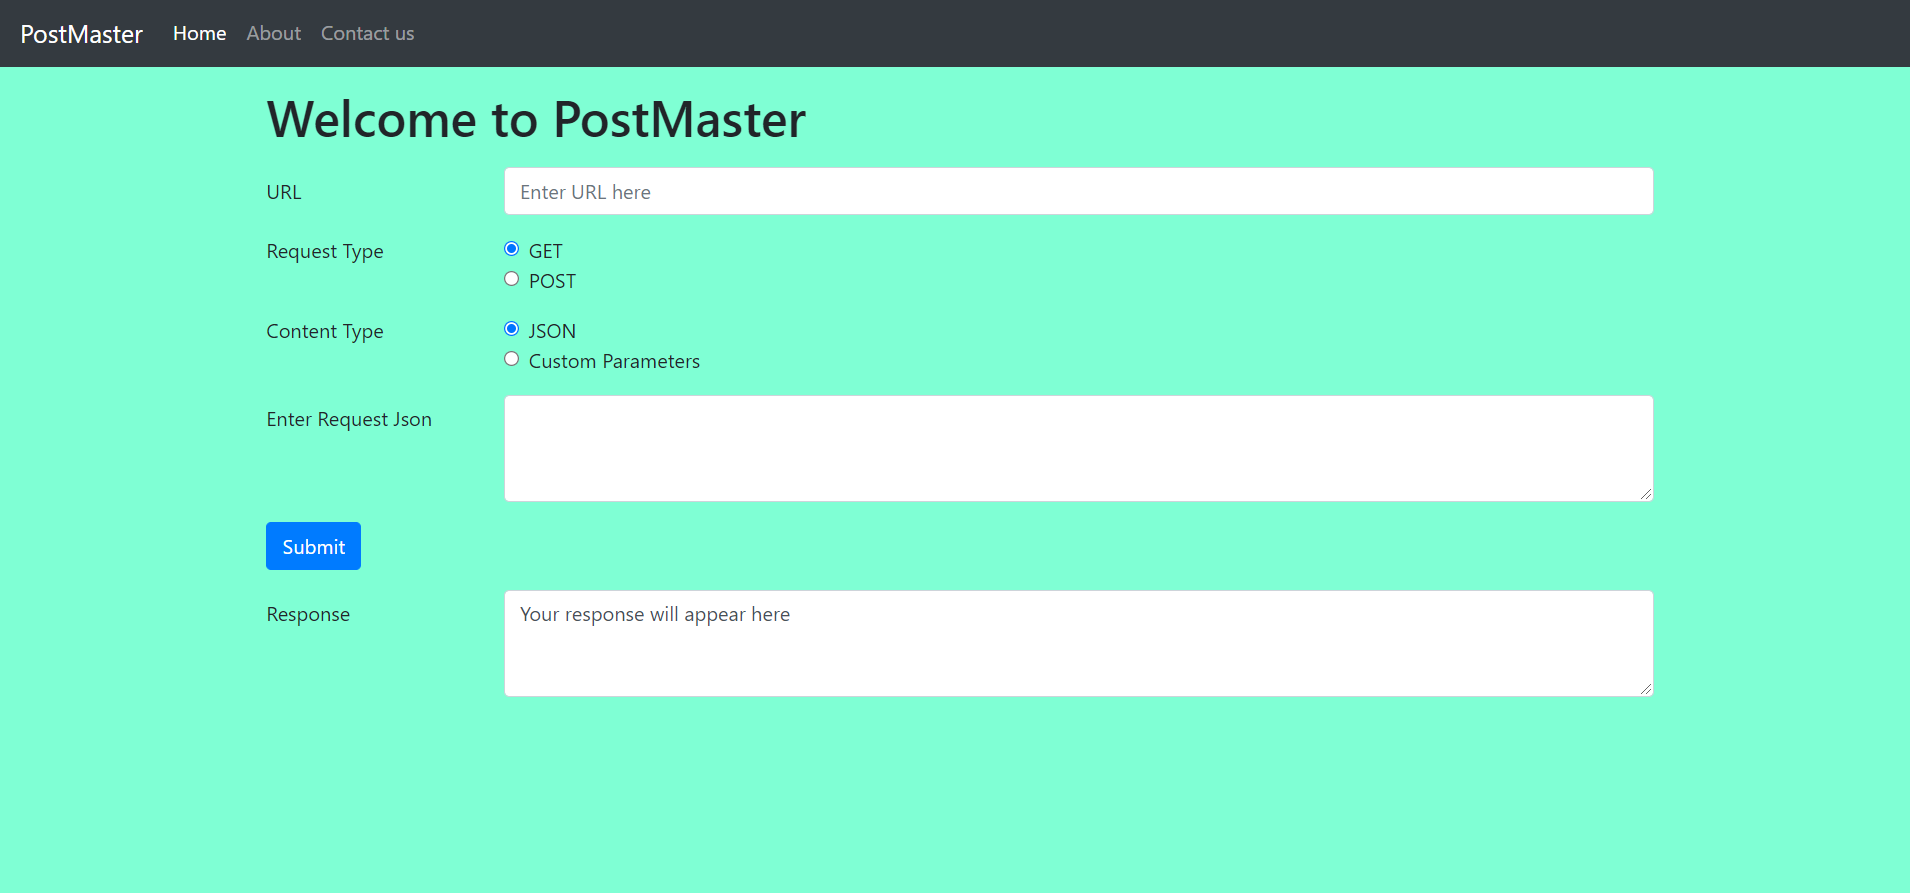 PostMaster Home About Contact us
Welcome to PostMaster
URL Enter URL here
Request Type GET
POST
Content Type JSON
Custom Parameters
Enter Request Json
Submit
Response Your response will appear here